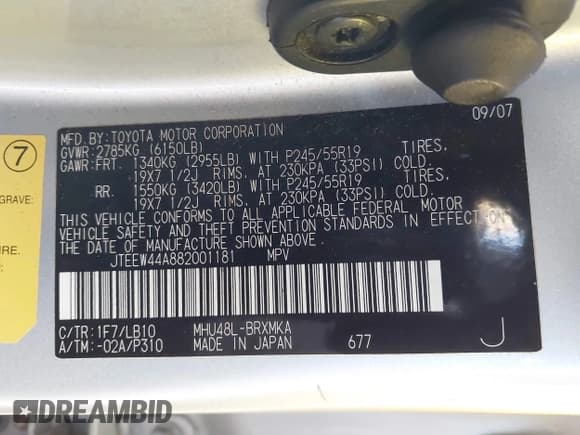 09/07
MFD.BY:TOYOTA MOTOR CORPORATION
GVWR:2785KG (6150LB)
GAWR:FRT 1340KG (2955LB) WITH P245/55R19 TIRES,
19X7 1/2J RIMS, AT 230KPA (33PSI) COLD.
RR 1550KG (3420LB) WITH P245/55R19 TIRES,
19X7 1/2J RIMS, AT 230KPA (33PSI) COLD.
THIS VEHICLE CONFORMS TO ALL APPLICABLE FEDERAL MOTOR
VEHICLE SAFETY AND THEFT PREVENTION STANDARDS IN EFFECT ON
THE DATE OF MANUFACTURE SHOWN ABOVE.
JTEEW44A882001181 MPV
C/TR:1F7/LB10 MHU48L-BRXMKA
A/TM:-02A/P310 MADE IN JAPAN 677 J
7
GRAVE:
RE.
DREAMBID